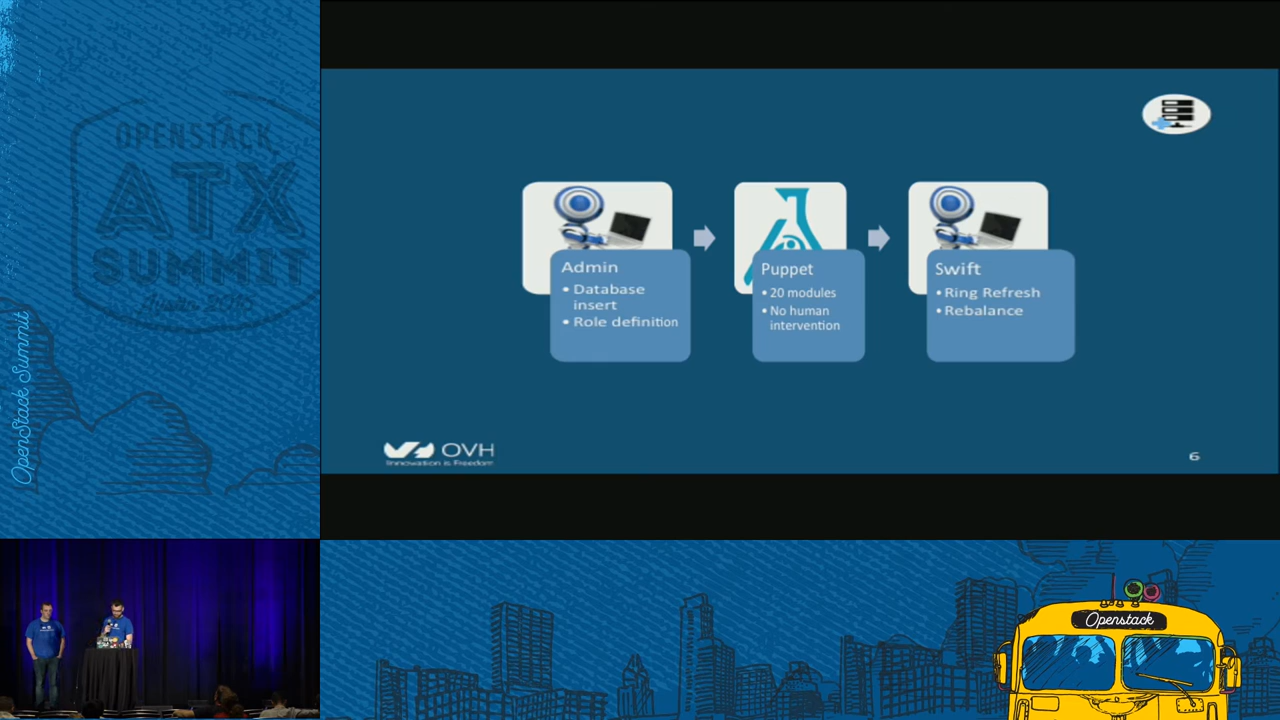 OPENSTACK
ATX
SUMMIT
Austin 2016
OpenStack Summit
Admin
• Database
insert
• Role definition
Puppet
• 20 modules
• No human
intervention
Swift
• Ring Refresh
• Rebalance
OVH
Innovation is Freedom
6
Openstack